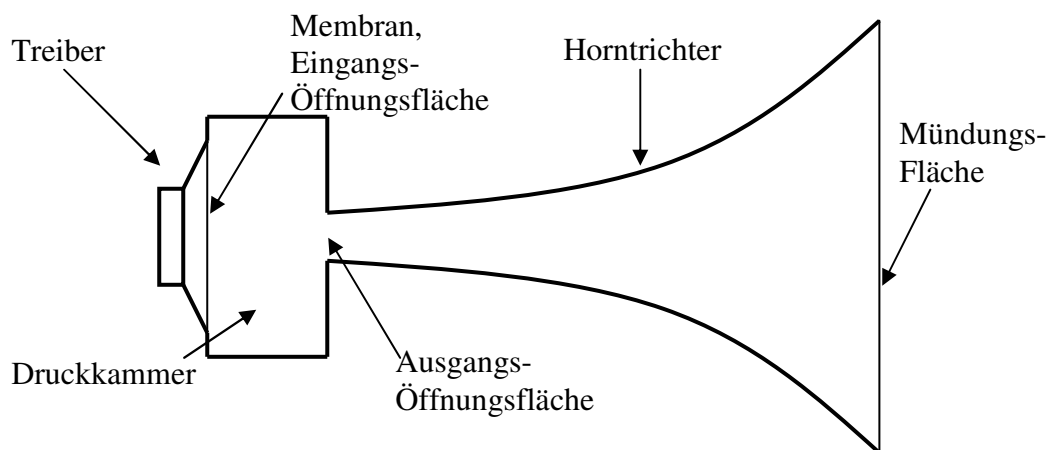 Treiber
Membran,
Eingangs-
Öffnungsfläche
Horntrichter
Mündungs-
Fläche
Druckkammer
Ausgangs-
Öffnungsfläche